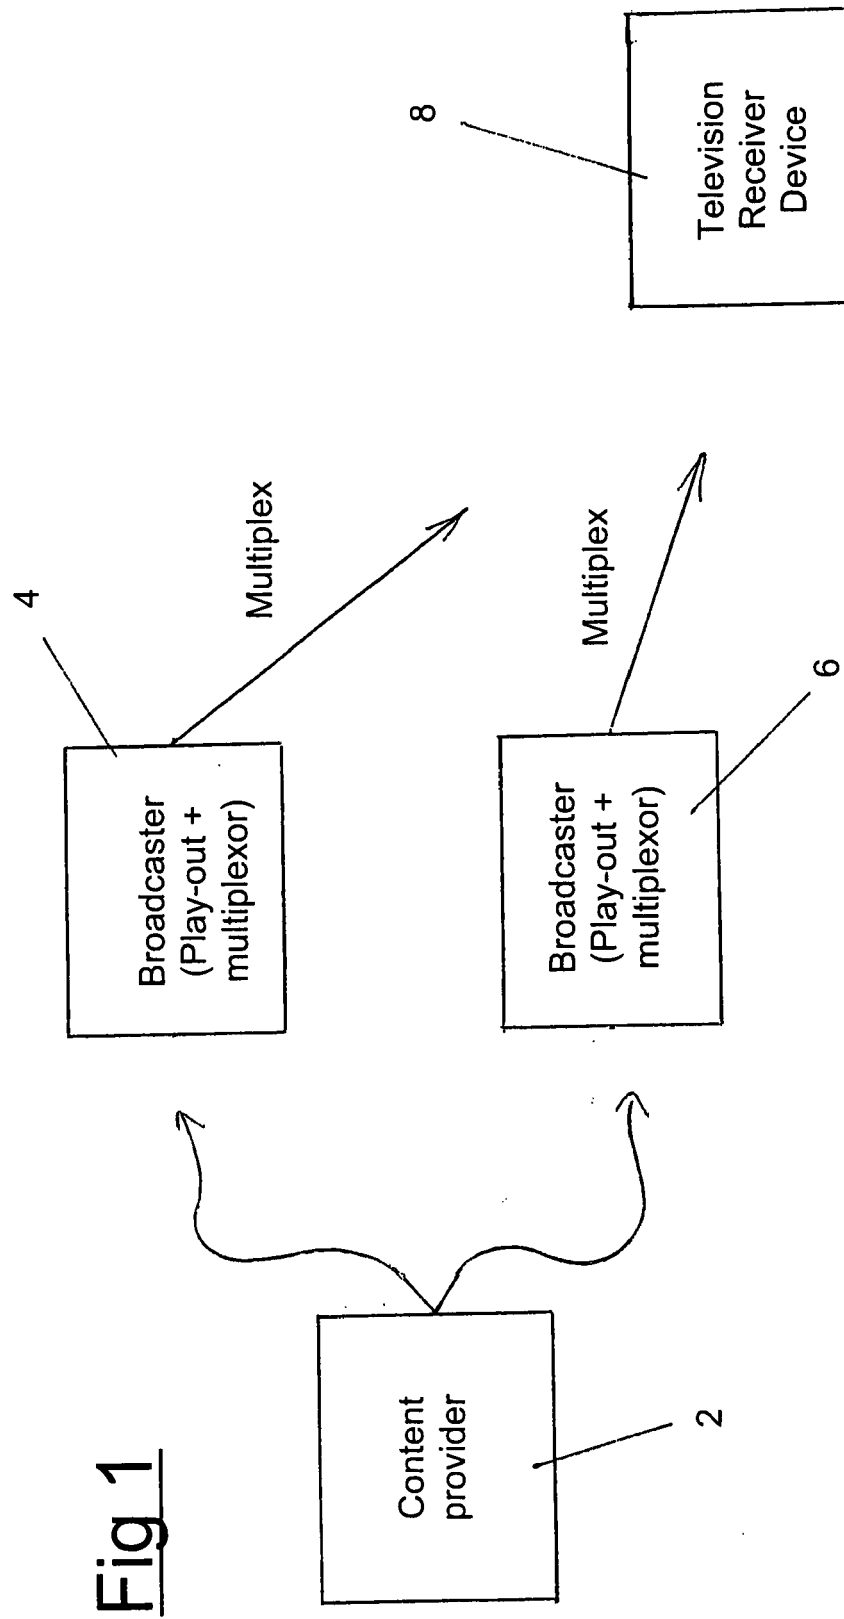 Fig 1
Content
provider
2
Broadcaster
(Play-out +
multiplexor)
4
Multiplex
Broadcaster
(Play-out +
multiplexor)
6
Multiplex
Television
Receiver
Device
8